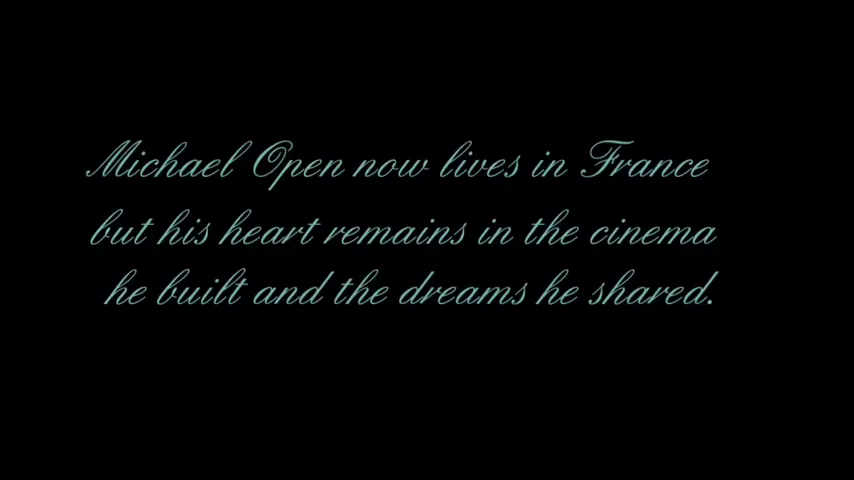 Michael Open now lives in France
but his heart remains in the cinema
he built and the dreams he shared.